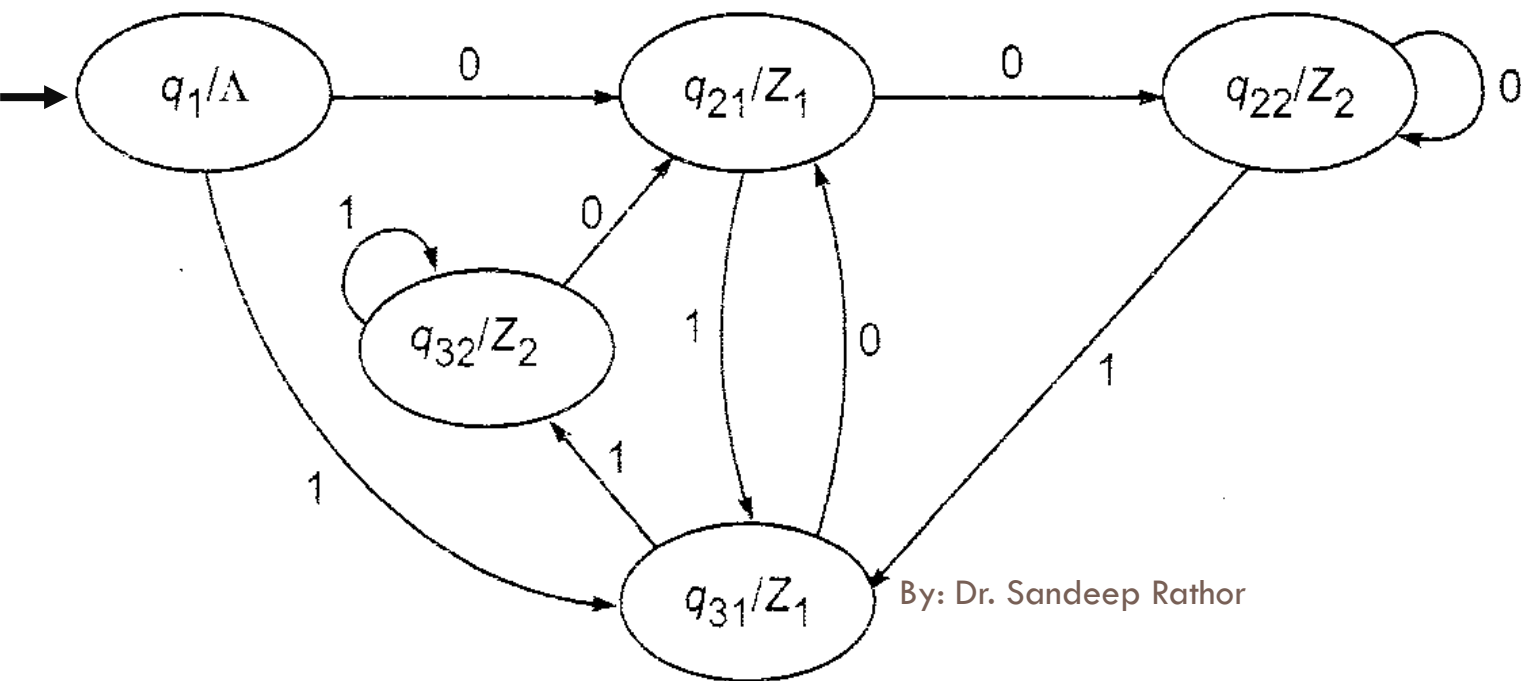 q₁/Λ
0
q₂₁/Z₁
0
q₂₂/Z₂
0
1
0
q₃₂/Z₂
1
0
1
1
1
q₃₁/Z₁
By: Dr. Sandeep Rathor